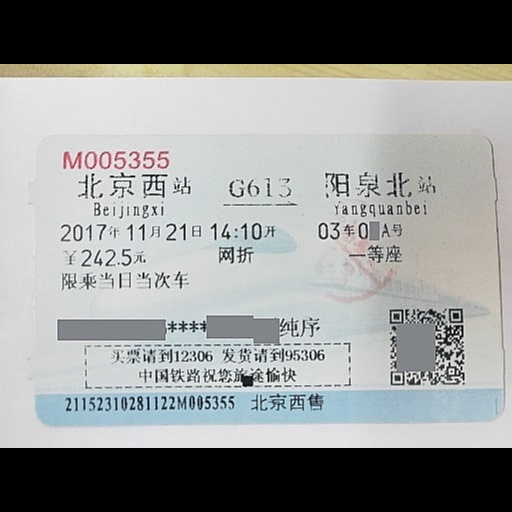 M005355
北京西站 G613 阳泉北站
Beijingxi Yangquanbei
2017年11月21日14:10开 03车0 A号
￥242.5元 网折 一等座
限乘当日当次车
****纯序
买票请到12306 发货请到95306
中国铁路祝您旅途愉快
21152310281122M005355 北京西售